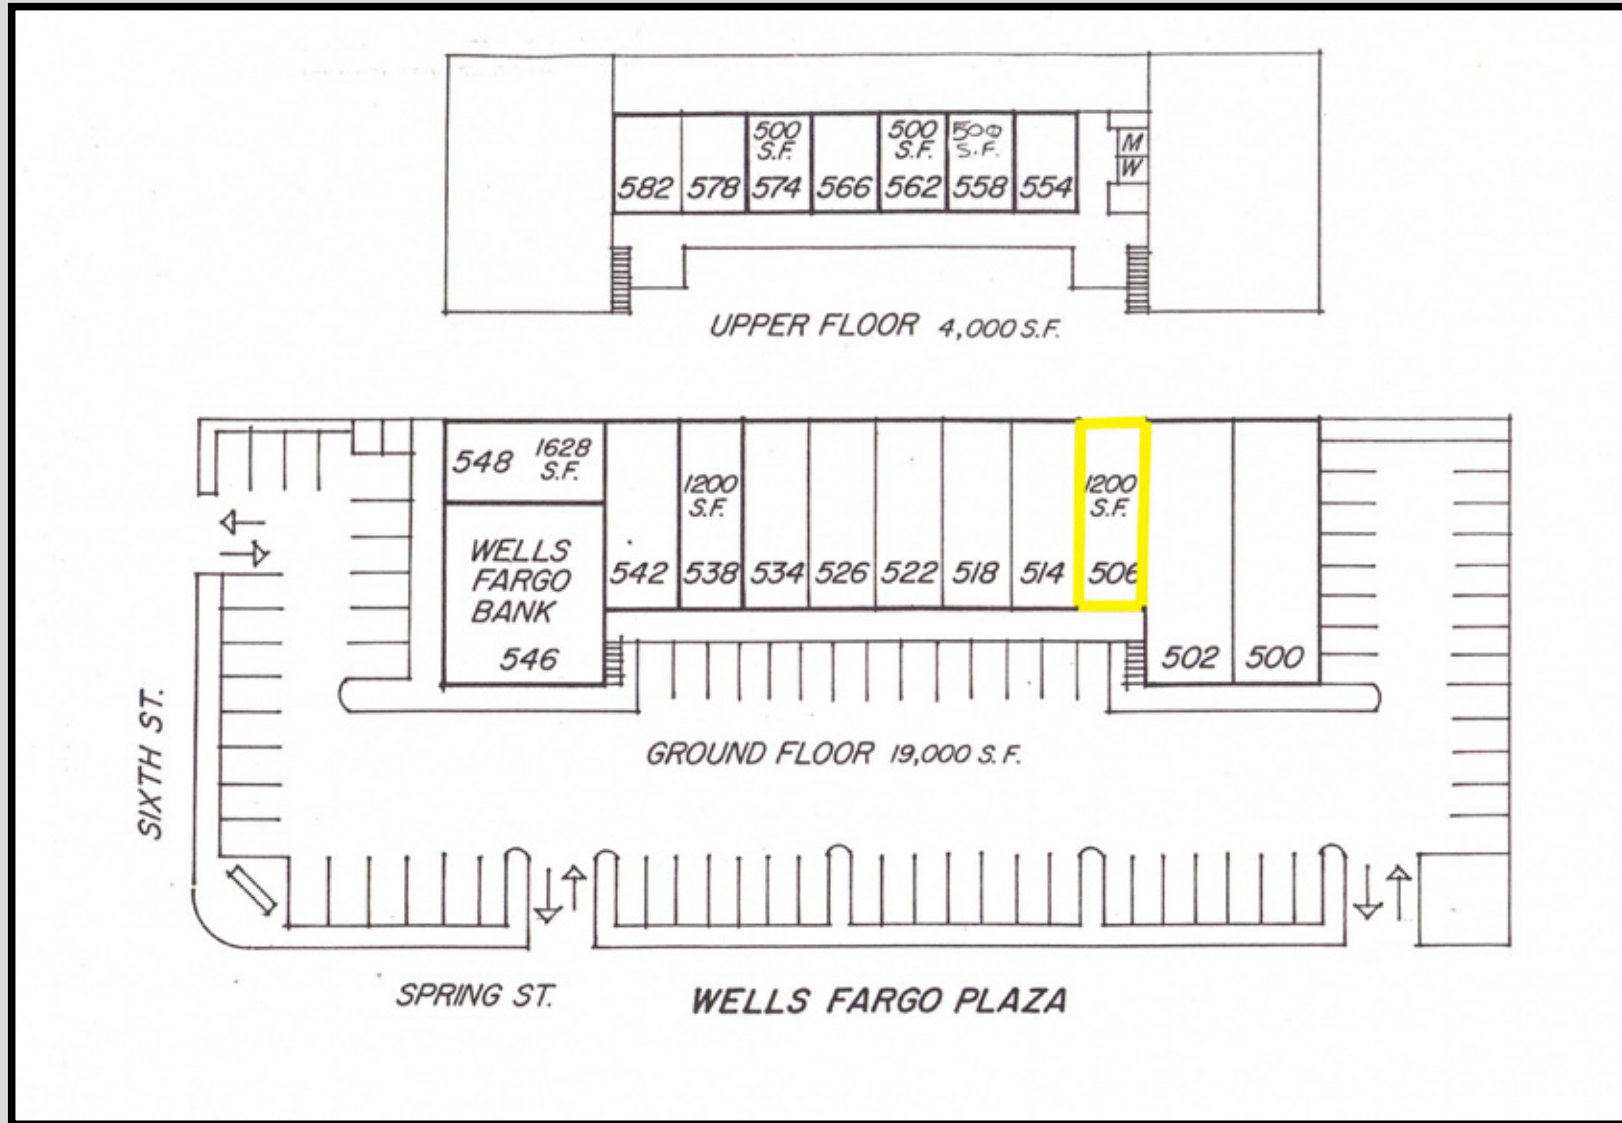 500 S.F.
500 S.F.
500 S.F.
M
W
582 578 574 566 562 558 554
UPPER FLOOR 4,000 S.F.
548 1628 S.F.
1200 S.F.
1200 S.F.
WELLS
FARGO
BANK
546
542 538 534 526 522 518 514 506
502 500
GROUND FLOOR 19,000 S.F.
SIXTH ST.
SPRING ST.
WELLS FARGO PLAZA